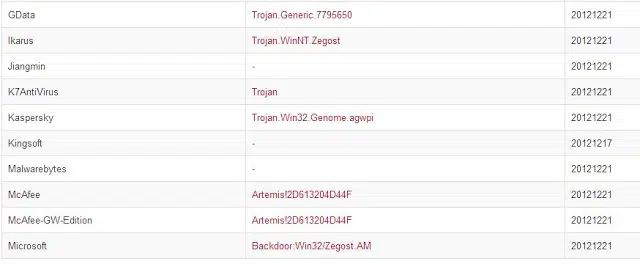 GData Trojan.Generic.7795650 20121221
Ikarus Trojan.WinNT.Zegost 20121221
Jiangmin - 20121221
K7AntiVirus Trojan 20121221
Kaspersky Trojan.Win32.Genome.agwpi 20121221
Kingsoft - 20121217
Malwarebytes - 20121221
McAfee Artemis!2D613204D44F 20121221
McAfee-GW-Edition Artemis!2D613204D44F 20121221
Microsoft Backdoor:Win32/Zegost.AM 20121221